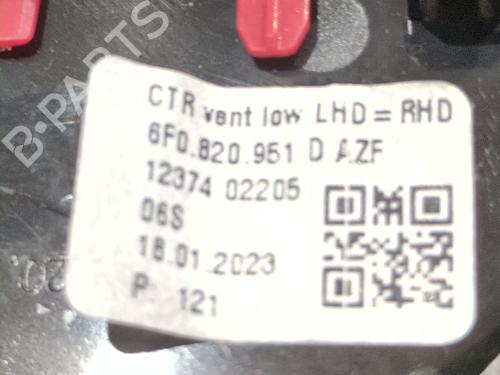 CTR vent low LHD = RHD
6F0.820.951 D AZF
12374 02205
06S
18.01.2023
P 121
B-PARTS